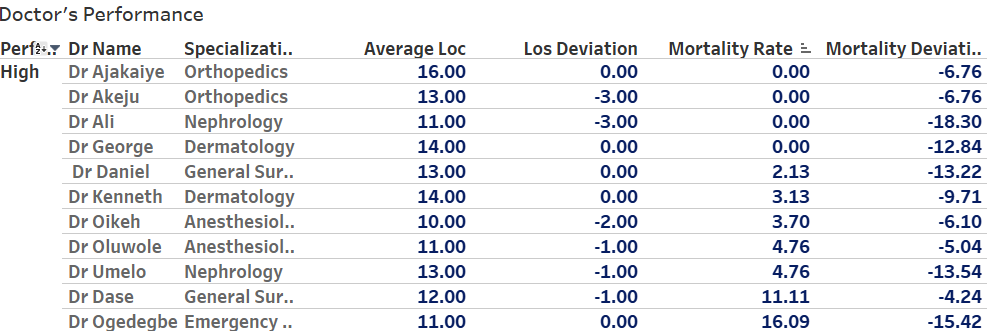 Doctor's Performance
Perf.. Dr Name Specializati.. Average Loc Los Deviation Mortality Rate Mortality Deviati..
High Dr Ajakaiye Orthopedics 16.00 0.00 0.00 -6.76
Dr Akeju Orthopedics 13.00 -3.00 0.00 -6.76
Dr Ali Nephrology 11.00 -3.00 0.00 -18.30
Dr George Dermatology 14.00 0.00 0.00 -12.84
Dr Daniel General Sur.. 13.00 0.00 2.13 -13.22
Dr Kenneth Dermatology 14.00 0.00 3.13 -9.71
Dr Oikeh Anesthesiol.. 10.00 -2.00 3.70 -6.10
Dr Oluwole Anesthesiol.. 11.00 -1.00 4.76 -5.04
Dr Umelo Nephrology 13.00 -1.00 4.76 -13.54
Dr Dase General Sur.. 12.00 -1.00 11.11 -4.24
Dr Ogedegbe Emergency .. 11.00 0.00 16.09 -15.42